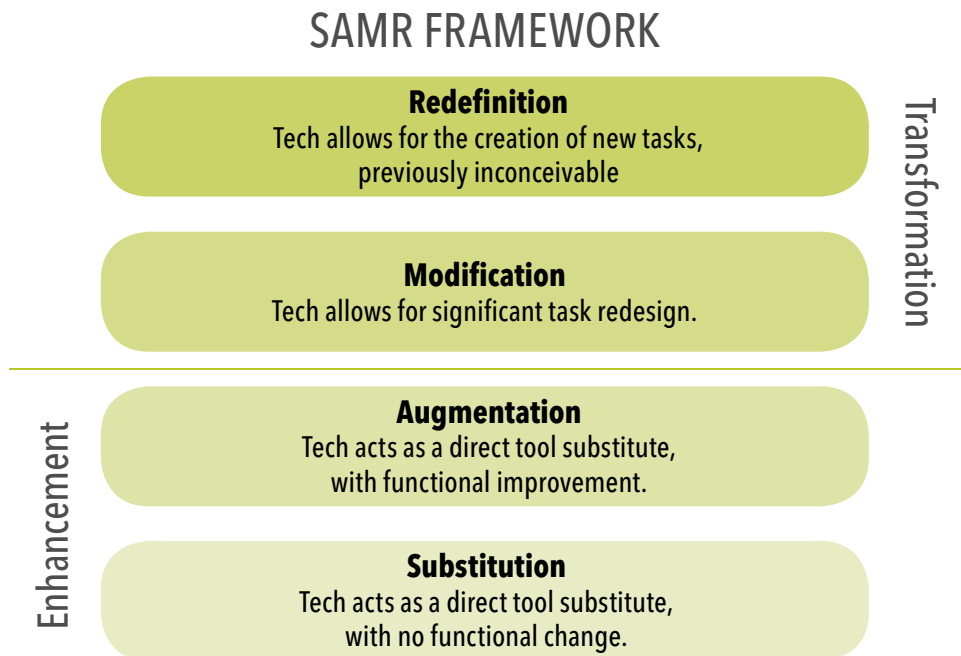 SAMR FRAMEWORK
Redefinition
Tech allows for the creation of new tasks,
previously inconceivable
Transformation
Modification
Tech allows for significant task redesign.
Augmentation
Tech acts as a direct tool substitute,
with functional improvement.
Enhancement
Substitution
Tech acts as a direct tool substitute,
with no functional change.